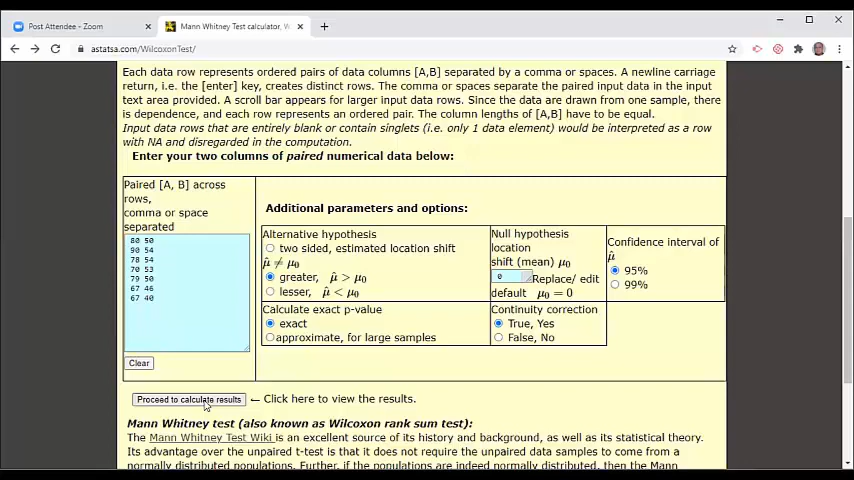 Post Attendee - Zoom
Mann Whitney Test calculator, W
astatsa.com/WilcoxonTest/
Each data row represents ordered pairs of data columns [A,B] separated by a comma or spaces. A newline carriage
return, i.e. the [enter] key, creates distinct rows. The comma or spaces separate the paired input data in the input
text area provided. A scroll bar appears for larger input data rows. Since the data are drawn from one sample, there
is dependence, and each row represents an ordered pair. The column lengths of [A,B] have to be equal.
Input data rows that are entirely blank or contain singlets (i.e. only 1 data element) would be interpreted as a row
with NA and disregarded in the computation.
Enter your two columns of paired numerical data below:
Paired [A, B] across
rows,
comma or space
separated
80 50
90 54
78 54
70 53
79 50
67 46
67 40
Clear
Additional parameters and options:
Alternative hypothesis
two sided, estimated location shift
μ̂ ≠ μ₀
greater, μ̂ > μ₀
lesser, μ̂ < μ₀
Null hypothesis
location
shift (mean) μ₀
0 Replace/ edit
default μ₀ = 0
Confidence interval of
μ̂
95%
99%
Calculate exact p-value
exact
approximate, for large samples
Continuity correction
True, Yes
False, No
Proceed to calculate results ← Click here to view the results.
Mann Whitney test (also known as Wilcoxon rank sum test):
The Mann Whitney Test Wiki is an excellent source of its history and background, as well as its statistical theory.
Its advantage over the unpaired t-test is that it does not require the unpaired data samples to come from a
normally distributed populations. Further, if the populations are indeed normally distributed, then the Mann